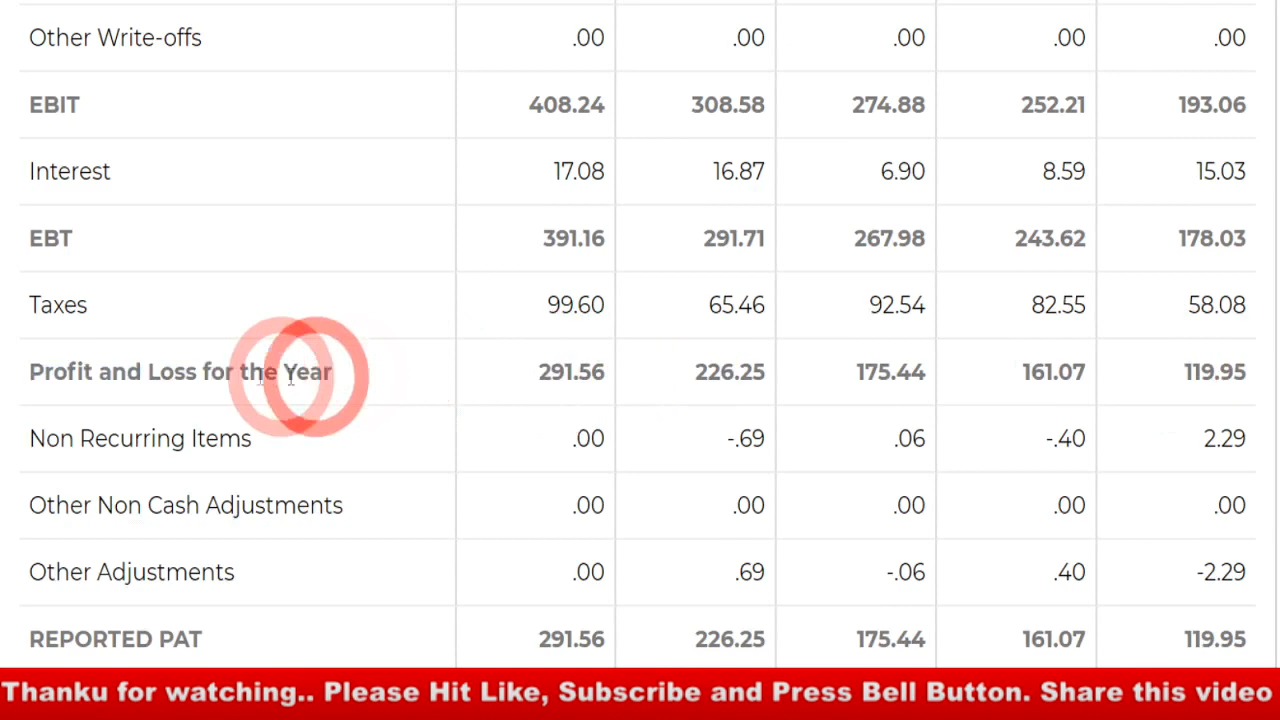 Other Write-offs .00 .00 .00 .00 .00
EBIT 408.24 308.58 274.88 252.21 193.06
Interest 17.08 16.87 6.90 8.59 15.03
EBT 391.16 291.71 267.98 243.62 178.03
Taxes 99.60 65.46 92.54 82.55 58.08
Profit and Loss for the Year 291.56 226.25 175.44 161.07 119.95
Non Recurring Items .00 -.69 .06 -.40 2.29
Other Non Cash Adjustments .00 .00 .00 .00 .00
Other Adjustments .00 .69 -.06 .40 -2.29
REPORTED PAT 291.56 226.25 175.44 161.07 119.95
Thanku for watching.. Please Hit Like, Subscribe and Press Bell Button. Share this video